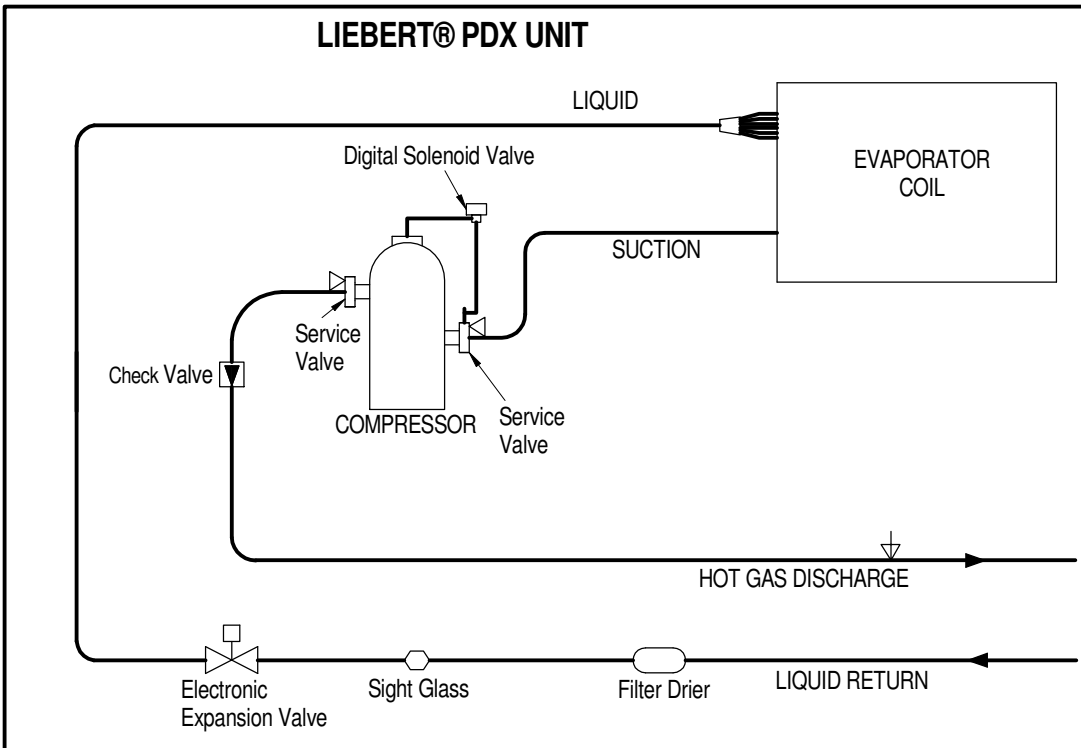 LIEBERT® PDX UNIT
LIQUID
Digital Solenoid Valve
EVAPORATOR
COIL
SUCTION
Service
Valve
Check Valve
COMPRESSOR
Service
Valve
HOT GAS DISCHARGE
Electronic
Expansion Valve
Sight Glass
Filter Drier
LIQUID RETURN